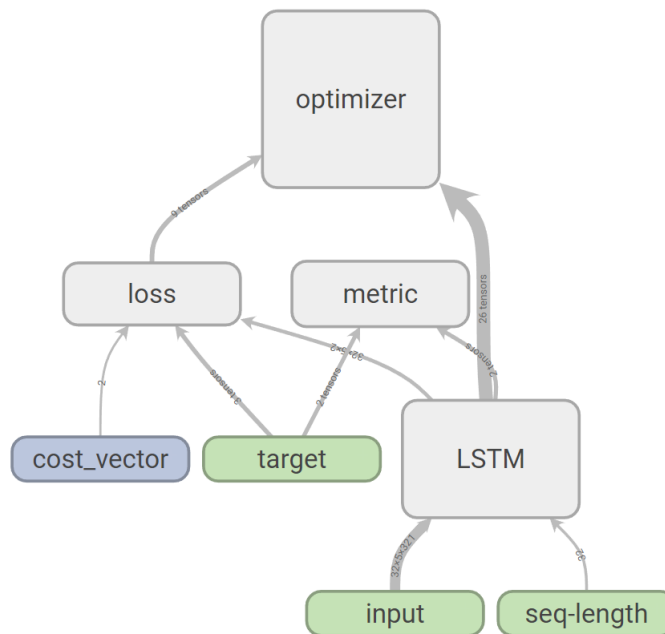 optimizer
9 tensors
loss
metric
26 tensors
32×5×2
2 tensors
2
3 tensors
2 tensors
cost_vector
target
LSTM
32×5×321
32
input
seq-length